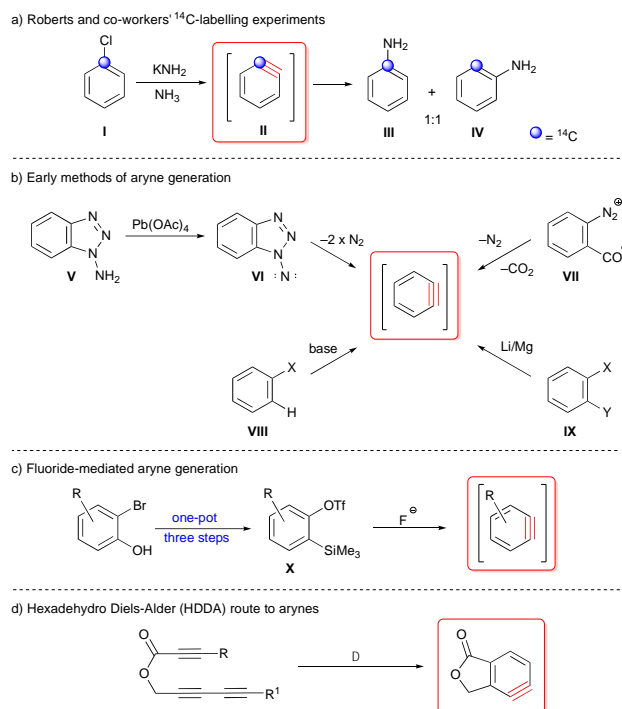 a) Roberts and co-workers' ¹⁴C-labelling experiments
Cl
I
KNH₂
NH₃
II
NH₂
III
+
1:1
NH₂
IV
= ¹⁴C
b) Early methods of aryne generation
N
N
N
NH₂
V
Pb(OAc)₄
N
N
N
:N:
VI
–2 x N₂
–N₂
–CO₂
N₂⊕
CO
VII
base
X
H
VIII
Li/Mg
X
Y
IX
c) Fluoride-mediated aryne generation
R
Br
OH
one-pot
three steps
R
OTf
SiMe₃
X
F⊖
R
d) Hexadehydro Diels-Alder (HDDA) route to arynes
O
O
R
R¹
D
O
O